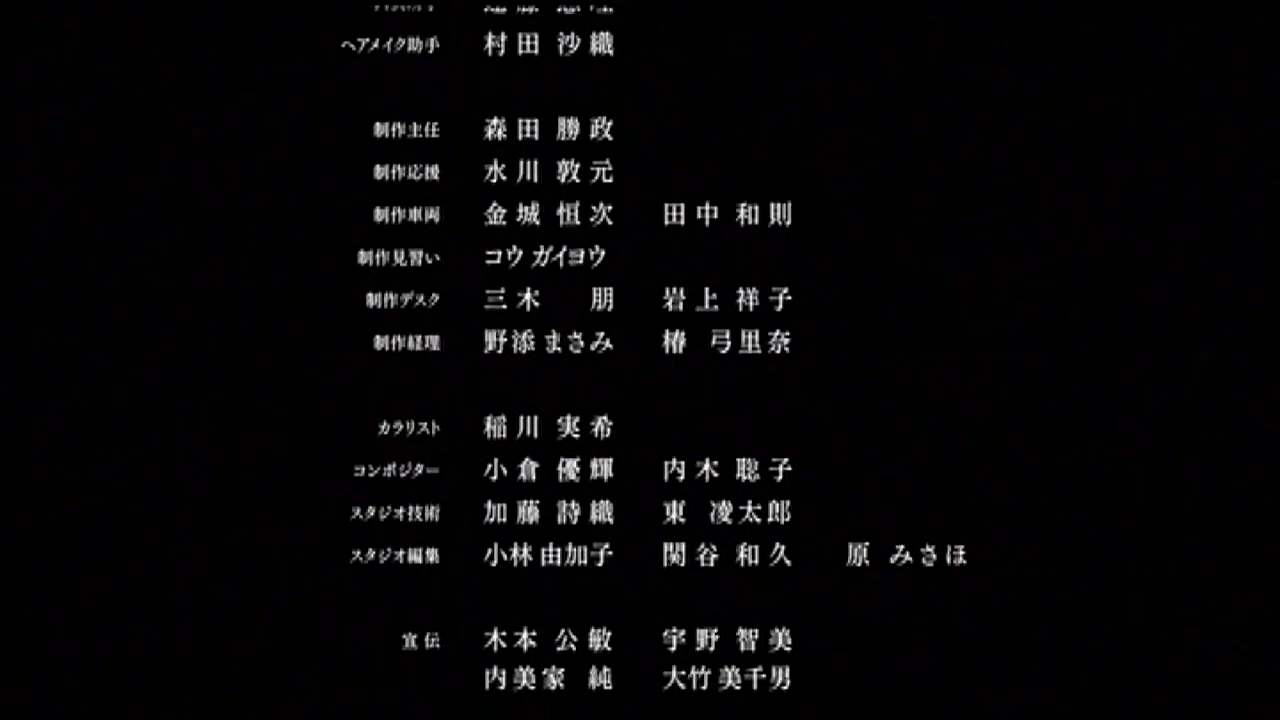 ヘアメイク助手 村田 沙織
制作主任 森田 勝政
制作応援 水川 敦元
制作車両 金城 恒次 田中 和則
制作見習い コウ ガイヨウ
制作デスク 三木 朋 岩上 祥子
制作経理 野添 まさみ 椿 弓里奈
カラリスト 稲川 実希
コンポジター 小倉 優輝 内木 聡子
スタジオ技術 加藤 詩織 東 凌太郎
スタジオ編集 小林 由加子 関谷 和久 原 みさほ
宣伝 木本 公敏 宇野 智美
内美家 純 大竹 美千男